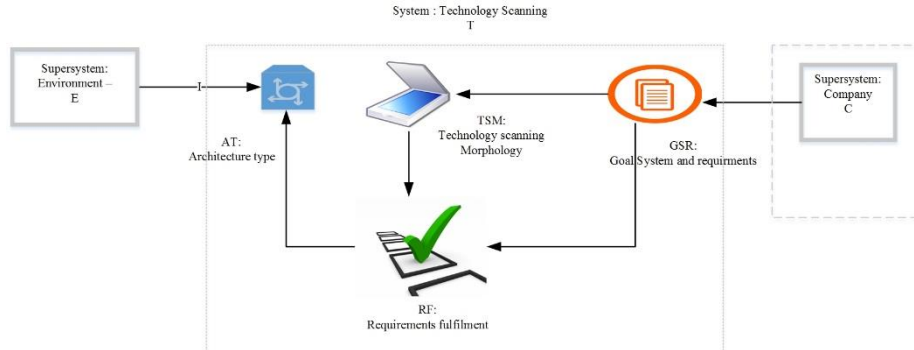 System : Technology Scanning
T
Supersystem:
Environment –
E
I
Supersystem:
Company
C
TSM:
Technology scanning
Morphology
AT:
Architecture type
GSR:
Goal System and requirments
RF:
Requirements fulfilment